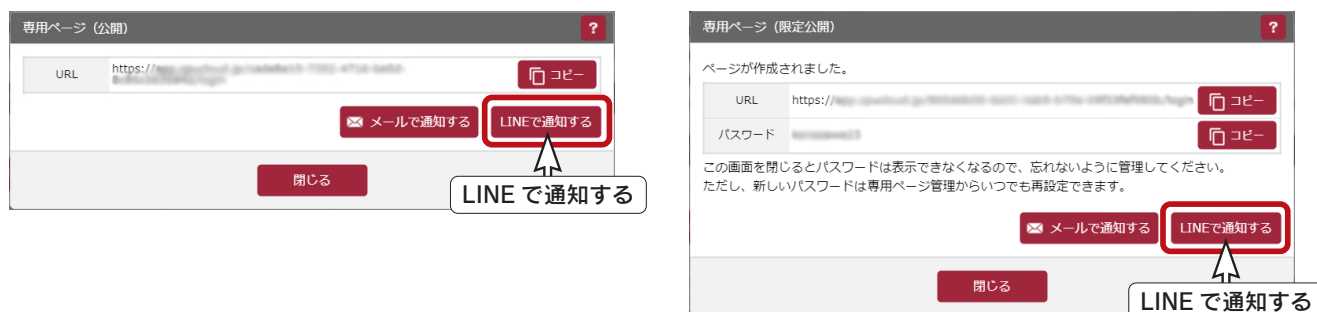 専用ページ（公開）
?
URL
https://
コピー
メールで通知する
LINEで通知する
閉じる
LINE で通知する
専用ページ（限定公開）
?
ページが作成されました。
URL
https://
コピー
パスワード
コピー
この画面を閉じるとパスワードは表示できなくなるので、忘れないように管理してください。
ただし、新しいパスワードは専用ページ管理からいつでも再設定できます。
メールで通知する
LINEで通知する
閉じる
LINE で通知する